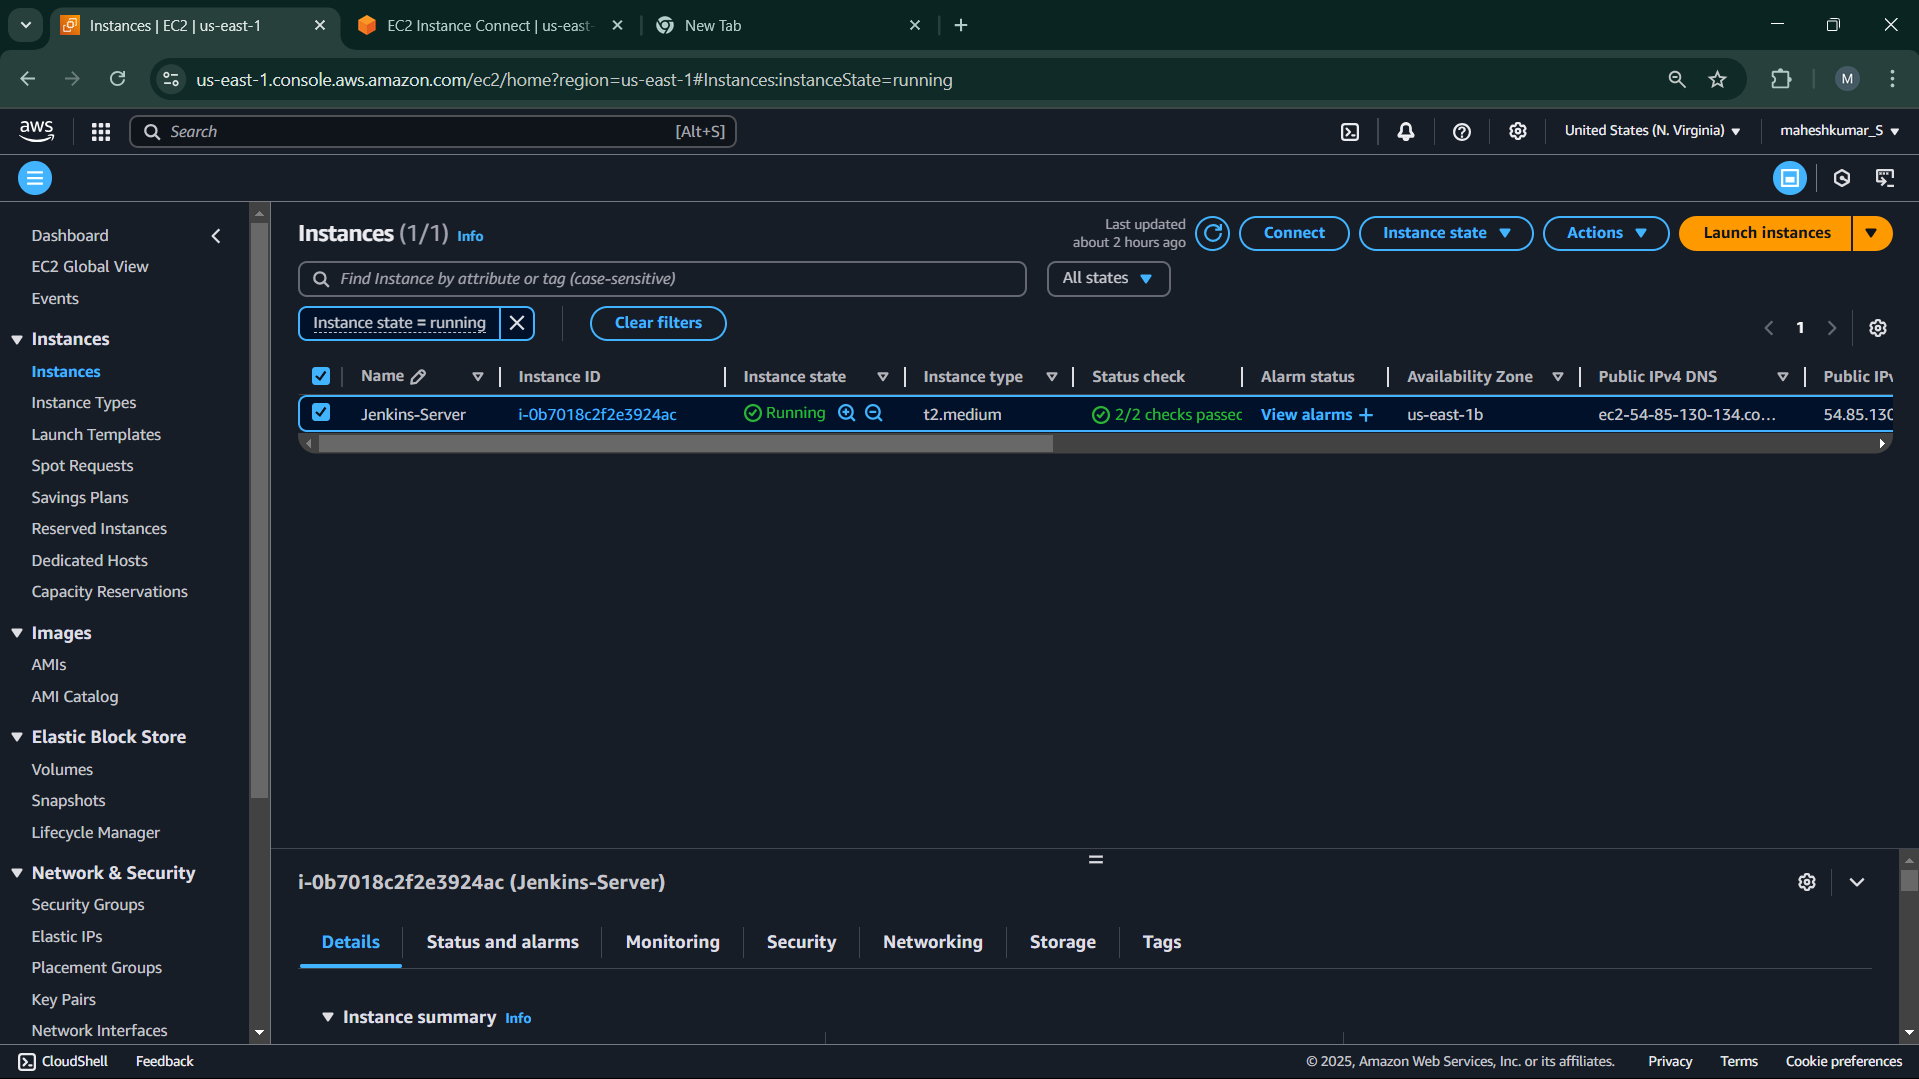 Instances | EC2 | us-east-1
EC2 Instance Connect | us-east-
New Tab
us-east-1.console.aws.amazon.com/ec2/home?region=us-east-1#Instances:instanceState=running
M
aws
Search
[Alt+S]
United States (N. Virginia)
maheshkumar_S
Dashboard
EC2 Global View
Events
Instances
Instances
Instance Types
Launch Templates
Spot Requests
Savings Plans
Reserved Instances
Dedicated Hosts
Capacity Reservations
Images
AMIs
AMI Catalog
Elastic Block Store
Volumes
Snapshots
Lifecycle Manager
Network & Security
Security Groups
Elastic IPs
Placement Groups
Key Pairs
Network Interfaces
Instances (1/1) Info
Last updated
about 2 hours ago
Connect
Instance state
Actions
Launch instances
Find Instance by attribute or tag (case-sensitive)
All states
Instance state = running
Clear filters
1
Name Instance ID Instance state Instance type Status check Alarm status Availability Zone Public IPv4 DNS Public IPv
Jenkins-Server i-0b7018c2f2e3924ac Running t2.medium 2/2 checks passec View alarms + us-east-1b ec2-54-85-130-134.co... 54.85.130
i-0b7018c2f2e3924ac (Jenkins-Server)
Details Status and alarms Monitoring Security Networking Storage Tags
Instance summary Info
CloudShell Feedback
© 2025, Amazon Web Services, Inc. or its affiliates. Privacy Terms Cookie preferences